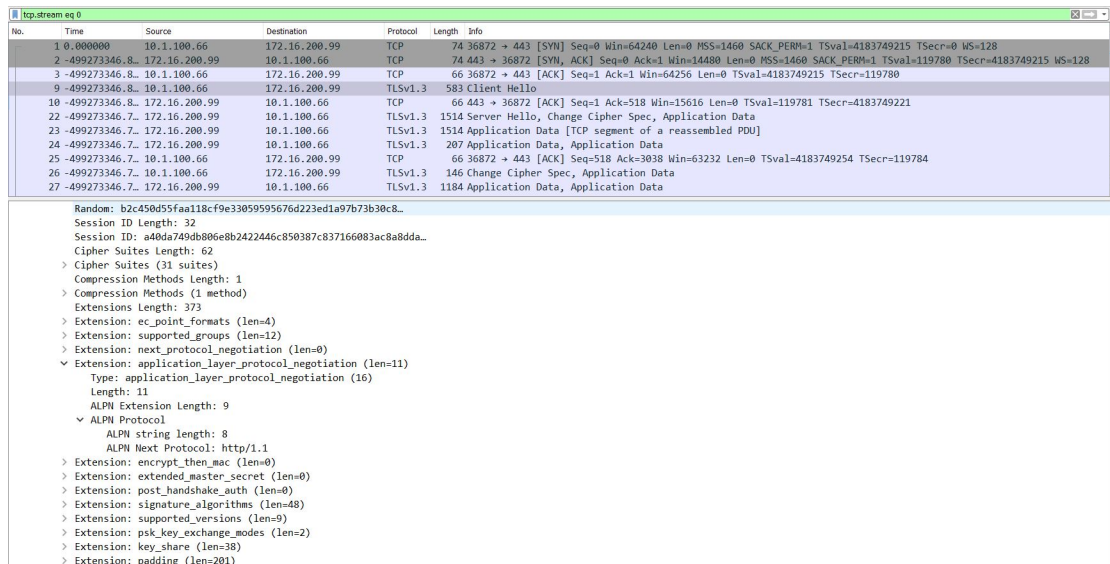 tcp.stream eq 0
No. Time Source Destination Protocol Length Info
1 0.000000 10.1.100.66 172.16.200.99 TCP 74 36872 → 443 [SYN] Seq=0 Win=64240 Len=0 MSS=1460 SACK_PERM=1 TSval=4183749215 TSecr=0 WS=128
2 -499273346.8… 172.16.200.99 10.1.100.66 TCP 74 443 → 36872 [SYN, ACK] Seq=0 Ack=1 Win=14480 Len=0 MSS=1460 SACK_PERM=1 TSval=119780 TSecr=4183749215 WS=128
3 -499273346.8… 10.1.100.66 172.16.200.99 TCP 66 36872 → 443 [ACK] Seq=1 Ack=1 Win=64256 Len=0 TSval=4183749215 TSecr=119780
9 -499273346.8… 10.1.100.66 172.16.200.99 TLSv1.3 583 Client Hello
10 -499273346.8… 172.16.200.99 10.1.100.66 TCP 66 443 → 36872 [ACK] Seq=1 Ack=518 Win=15616 Len=0 TSval=119781 TSecr=4183749221
22 -499273346.7… 172.16.200.99 10.1.100.66 TLSv1.3 1514 Server Hello, Change Cipher Spec, Application Data
23 -499273346.7… 172.16.200.99 10.1.100.66 TLSv1.3 1514 Application Data [TCP segment of a reassembled PDU]
24 -499273346.7… 172.16.200.99 10.1.100.66 TLSv1.3 207 Application Data, Application Data
25 -499273346.7… 10.1.100.66 172.16.200.99 TCP 66 36872 → 443 [ACK] Seq=518 Ack=3038 Win=63232 Len=0 TSval=4183749254 TSecr=119784
26 -499273346.7… 10.1.100.66 172.16.200.99 TLSv1.3 146 Change Cipher Spec, Application Data
27 -499273346.7… 172.16.200.99 10.1.100.66 TLSv1.3 1184 Application Data, Application Data
Random: b2c450d55faa118cf9e33059595676d223ed1a97b73b30c8…
Session ID Length: 32
Session ID: a40da749db806e8b2422446c850387c837166083ac8a8dda…
Cipher Suites Length: 62
Cipher Suites (31 suites)
Compression Methods Length: 1
Compression Methods (1 method)
Extensions Length: 373
Extension: ec_point_formats (len=4)
Extension: supported_groups (len=12)
Extension: next_protocol_negotiation (len=0)
Extension: application_layer_protocol_negotiation (len=11)
Type: application_layer_protocol_negotiation (16)
Length: 11
ALPN Extension Length: 9
ALPN Protocol
ALPN string length: 8
ALPN Next Protocol: http/1.1
Extension: encrypt_then_mac (len=0)
Extension: extended_master_secret (len=0)
Extension: post_handshake_auth (len=0)
Extension: signature_algorithms (len=48)
Extension: supported_versions (len=9)
Extension: psk_key_exchange_modes (len=2)
Extension: key_share (len=38)
Extension: padding (len=201)